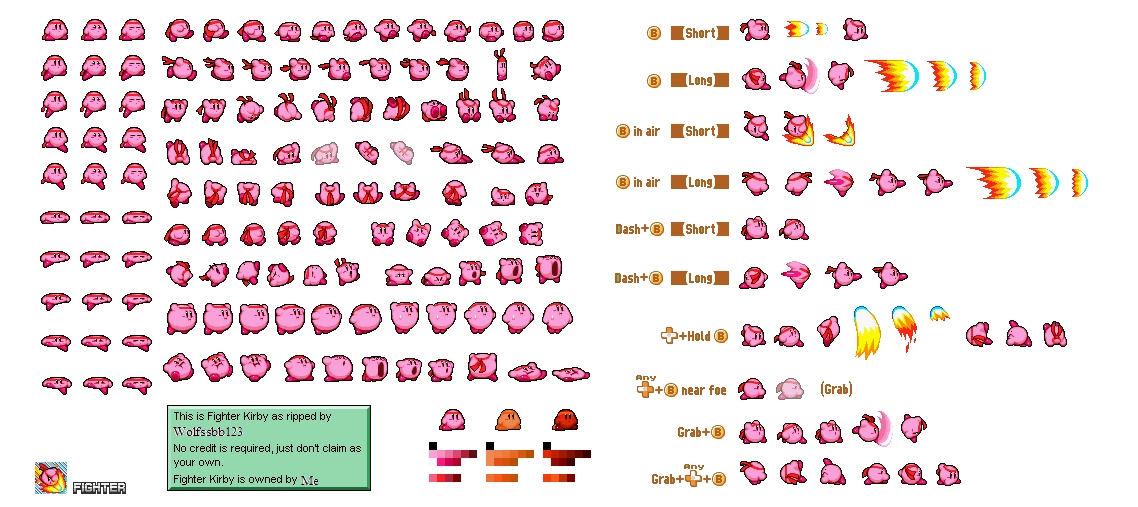 B [Short]
B [Long]
B in air [Short]
B in air [Long]
Dash+B [Short]
Dash+B [Long]
+Hold B
Any
+B near foe (Grab)
Grab+B
Any
Grab+ +B
This is Fighter Kirby as ripped by
Wolfssbb123
No credit is required, just don't claim as
your own.
Fighter Kirby is owned by Me
FIGHTER